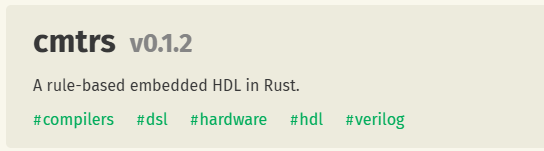 cmtrs v0.1.2
A rule-based embedded HDL in Rust.
#compilers #dsl #hardware #hdl #verilog